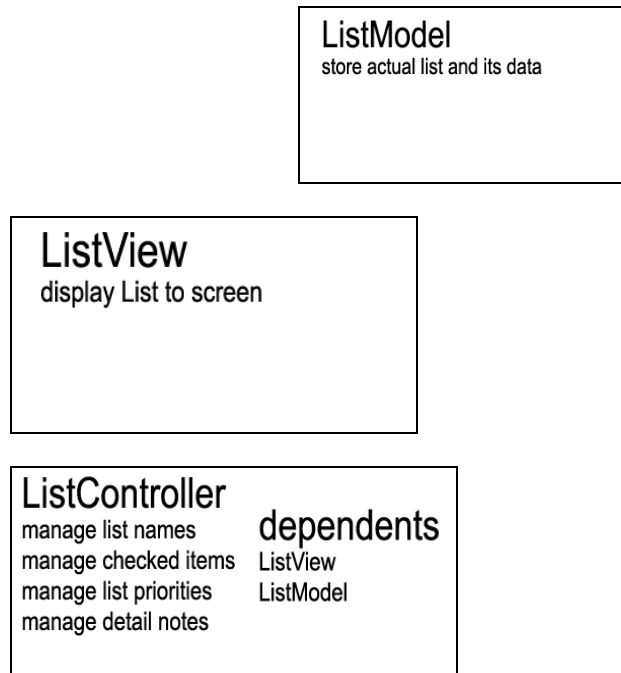 ListModel
store actual list and its data
ListView
display List to screen
ListController
manage list names
manage checked items
manage list priorities
manage detail notes
dependents
ListView
ListModel